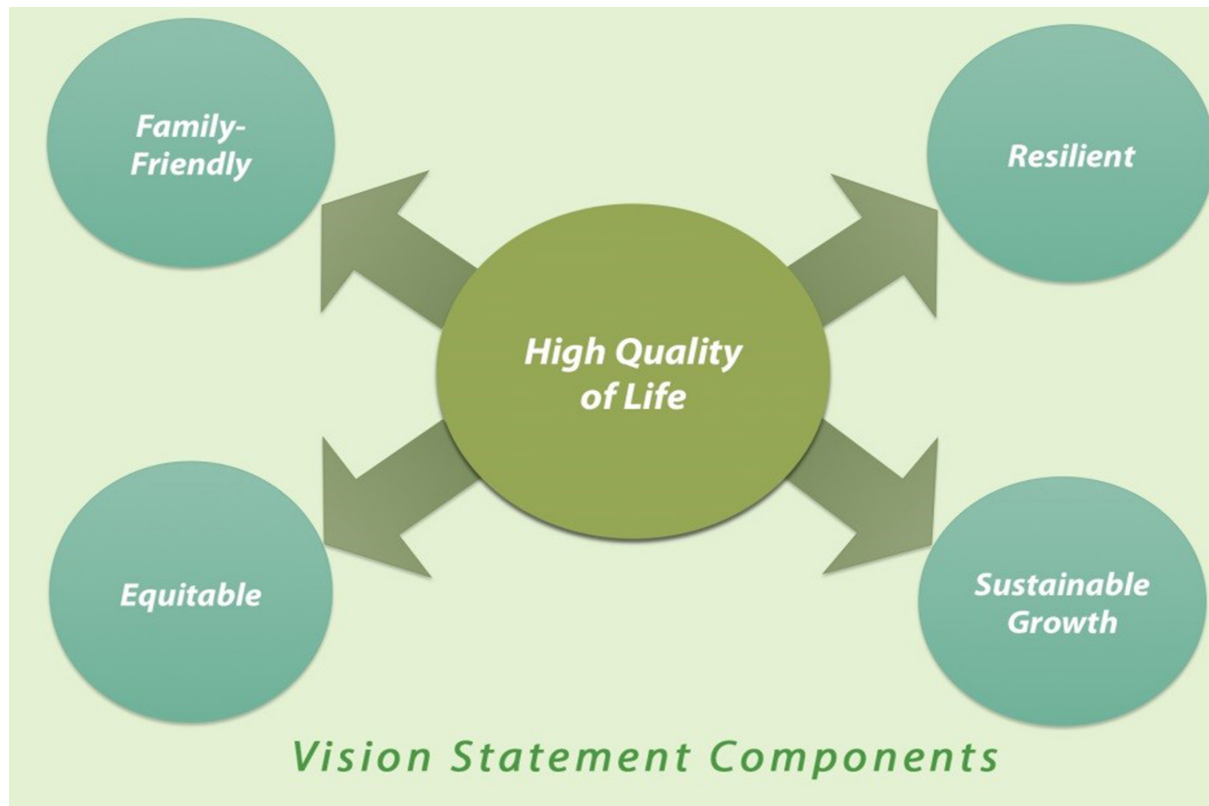 Family-
Friendly
Resilient
High Quality
of Life
Equitable
Sustainable
Growth
Vision Statement Components